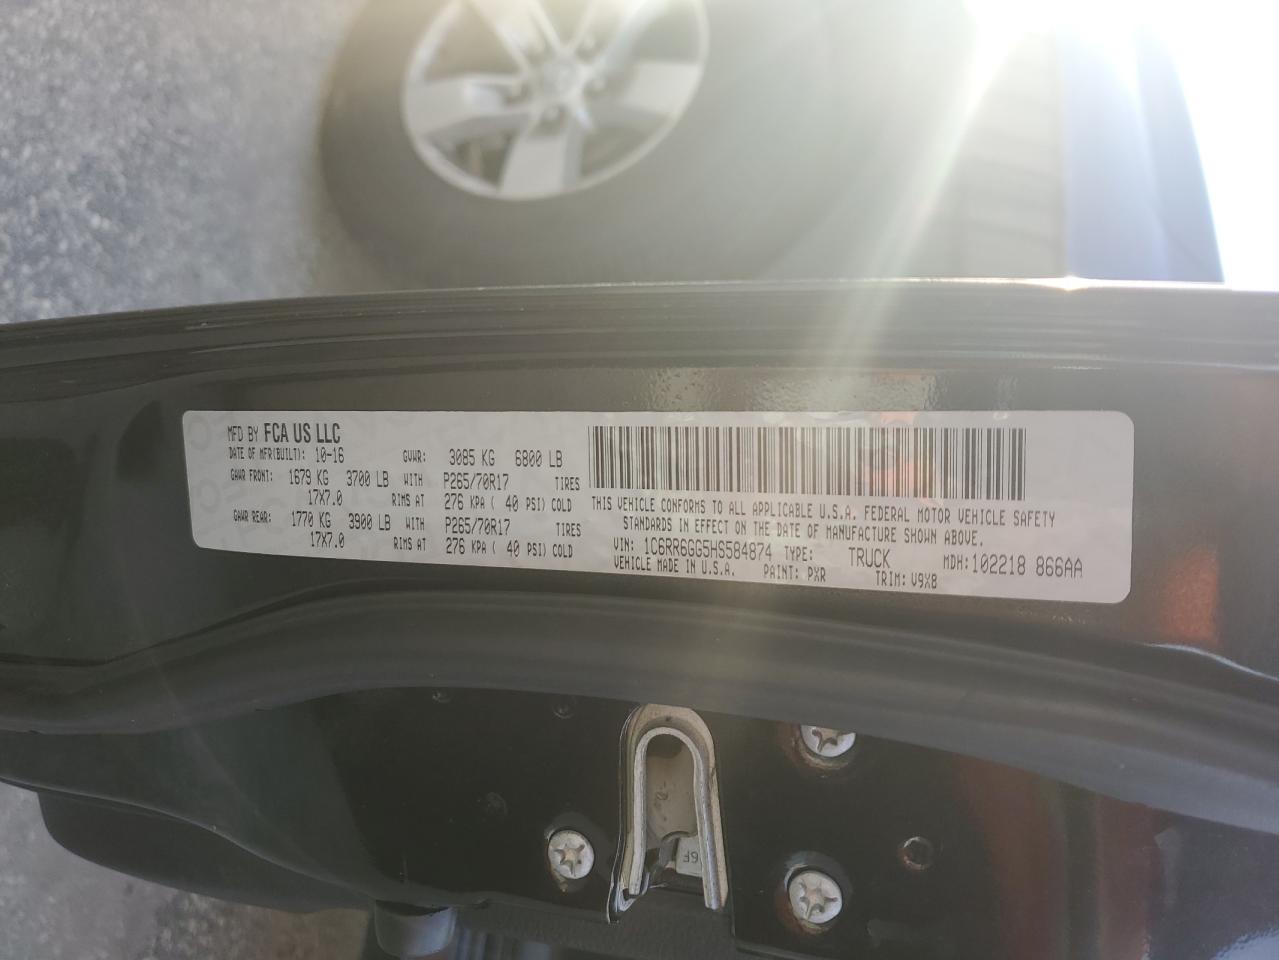 MFD BY FCA US LLC
DATE OF MFR(BUILT): 10-16 GVWR: 3085 KG 6800 LB
GAWR FRONT: 1679 KG 3700 LB WITH P265/70R17 TIRES
17X7.0 RIMS AT 276 KPA ( 40 PSI) COLD
GAWR REAR: 1770 KG 3900 LB WITH P265/70R17 TIRES
17X7.0 RIMS AT 276 KPA ( 40 PSI) COLD
THIS VEHICLE CONFORMS TO ALL APPLICABLE U.S.A. FEDERAL MOTOR VEHICLE SAFETY
STANDARDS IN EFFECT ON THE DATE OF MANUFACTURE SHOWN ABOVE.
VIN: 1C6RR6GG5HS584874 TYPE: TRUCK MDH:102218 866AA
VEHICLE MADE IN U.S.A. PAINT: PXR TRIM: V9X8